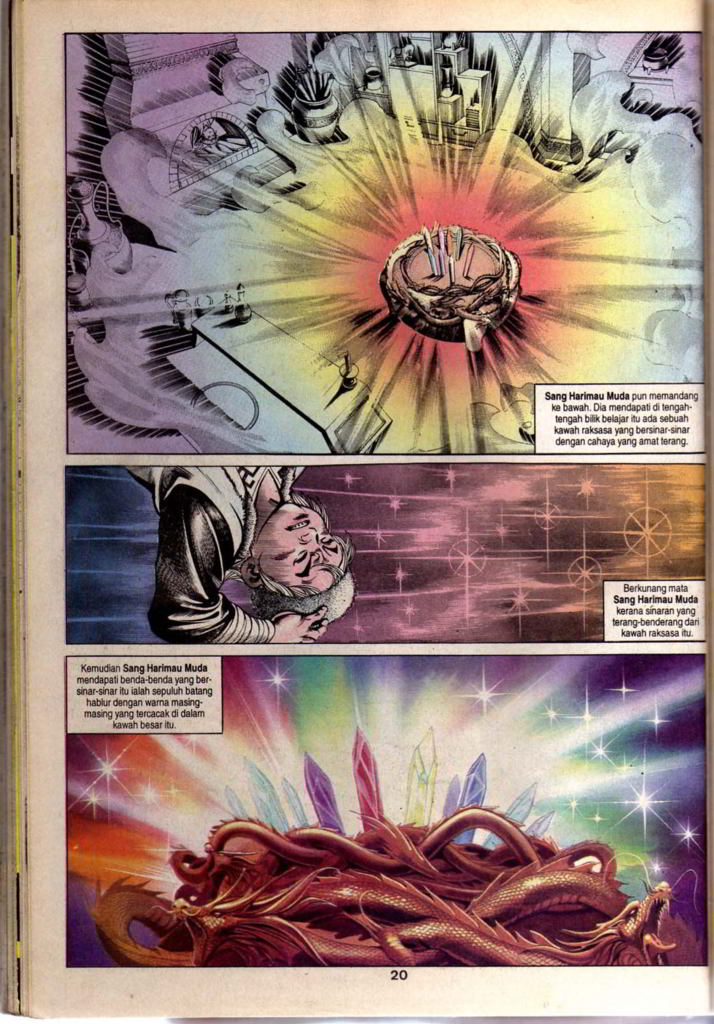 Sang Harimau Muda pun memandang
ke bawah. Dia mendapati di tengah-
tengah bilik belajar itu ada sebuah
kawah raksasa yang bersinar-sinar
dengan cahaya yang amat terang.
Berkunang mata
Sang Harimau Muda
kerana sinaran yang
terang-benderang dari
kawah raksasa itu.
Kemudian Sang Harimau Muda
mendapati benda-benda yang ber-
sinar-sinar itu ialah sepuluh batang
hablur dengan warna masing-
masing yang tercacak di dalam
kawah besar itu.
20